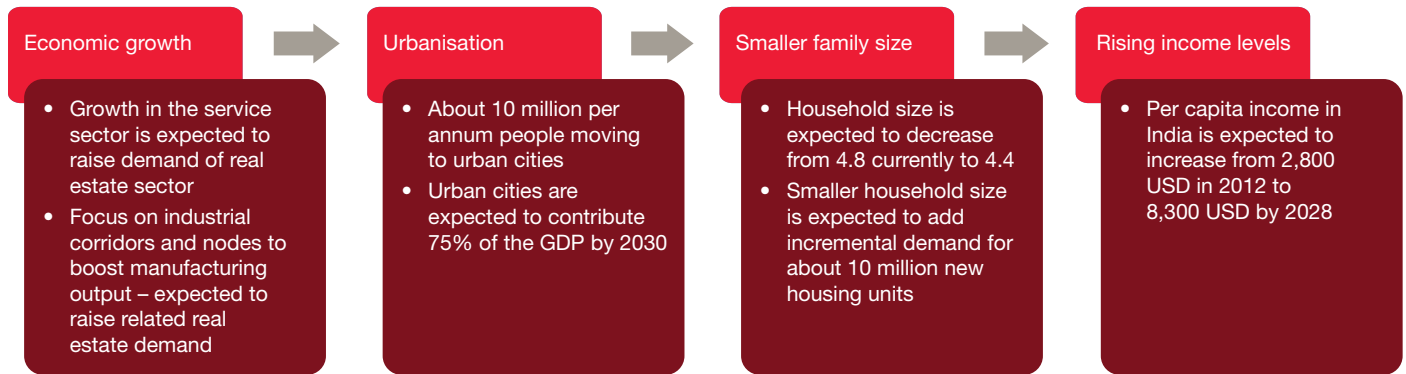 Economic growth
• Growth in the service
sector is expected to
raise demand of real
estate sector
• Focus on industrial
corridors and nodes to
boost manufacturing
output – expected to
raise related real
estate demand
Urbanisation
• About 10 million per
annum people moving
to urban cities
• Urban cities are
expected to contribute
75% of the GDP by 2030
Smaller family size
• Household size is
expected to decrease
from 4.8 currently to 4.4
• Smaller household size
is expected to add
incremental demand for
about 10 million new
housing units
Rising income levels
• Per capita income in
India is expected to
increase from 2,800
USD in 2012 to
8,300 USD by 2028